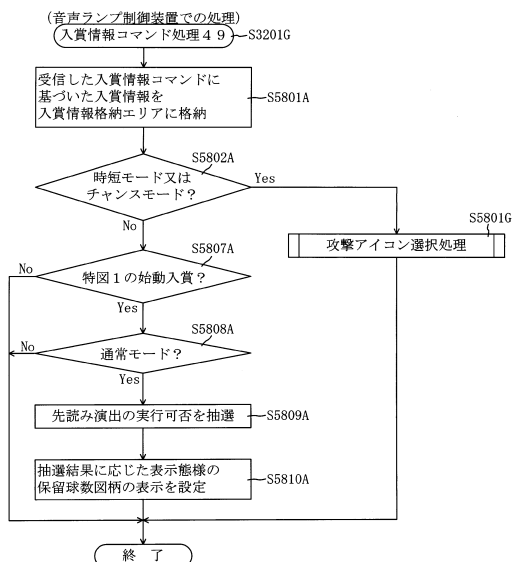 (音声ランプ制御装置での処理)
入賞情報コマンド処理49
S3201G
受信した入賞情報コマンドに
基づいた入賞情報を
入賞情報格納エリアに格納
S5801A
S5802A
時短モード又は
チャンスモード?
Yes
No
S5801G
攻撃アイコン選択処理
S5807A
No
特図1の始動入賞?
Yes
S5808A
No
通常モード?
Yes
先読み演出の実行可否を抽選
S5809A
抽選結果に応じた表示態様の
保留球数図柄の表示を設定
S5810A
終 了